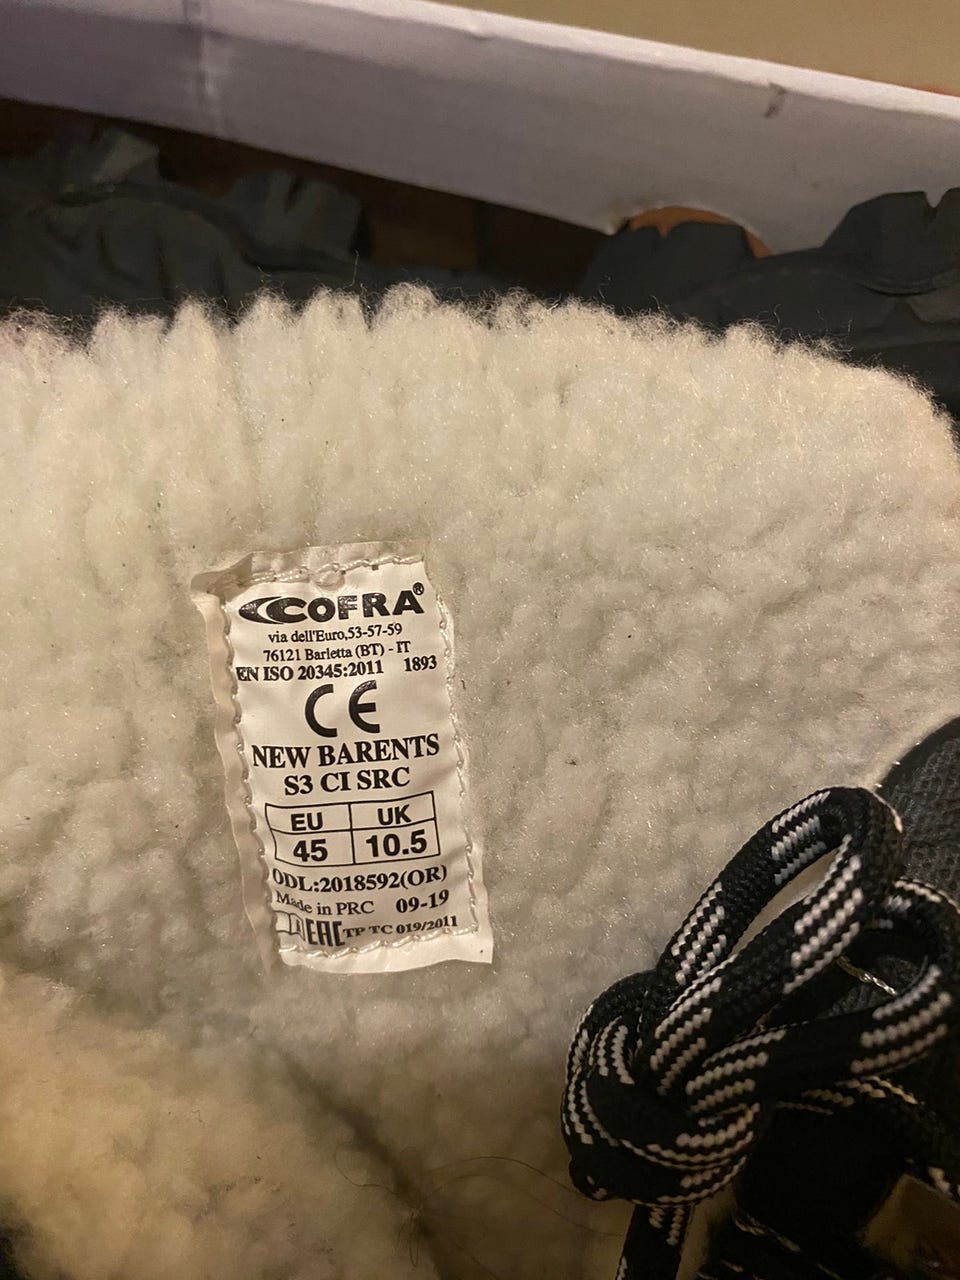 COFRA®
via dell'Euro,53-57-59
76121 Barletta (BT) - IT
EN ISO 20345:2011 1893
CE
NEW BARENTS
S3 CI SRC
EU UK
45 10.5
ODL:2018592(OR)
Made in PRC 09-19
EAC TP TC 019/2011